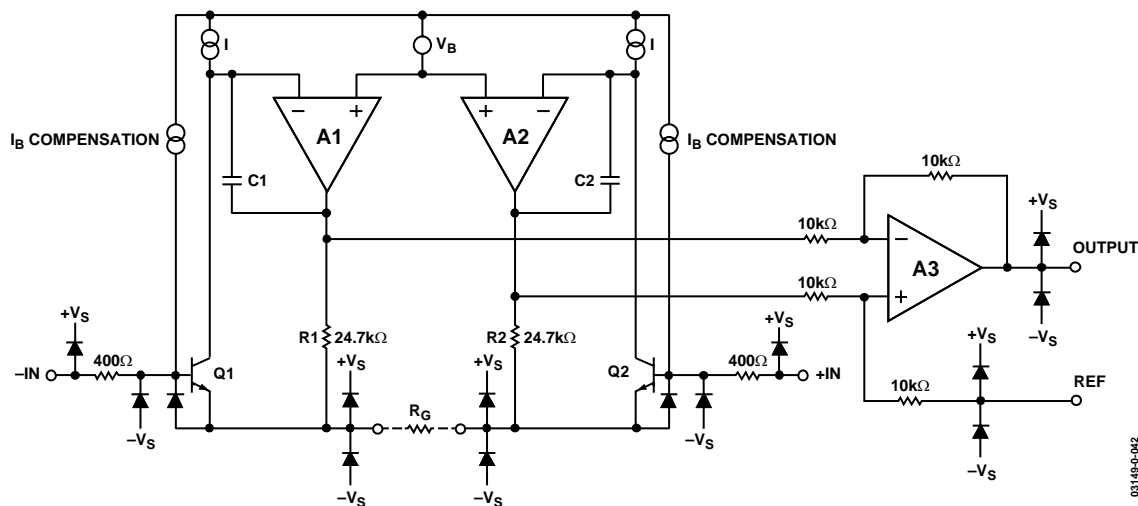 I
V_B
I
− +
+ −
A1
A2
I_B COMPENSATION
I_B COMPENSATION
C1
C2
10kΩ
10kΩ
+V_S
−
OUTPUT
A3
10kΩ
+
−V_S
R1 24.7kΩ
R2 24.7kΩ
+V_S
+V_S
−IN
400Ω
Q1
+V_S
+V_S
Q2
400Ω
+IN
+V_S
10kΩ
REF
R_G
−V_S
−V_S
−V_S
−V_S
−V_S
03149-0-042